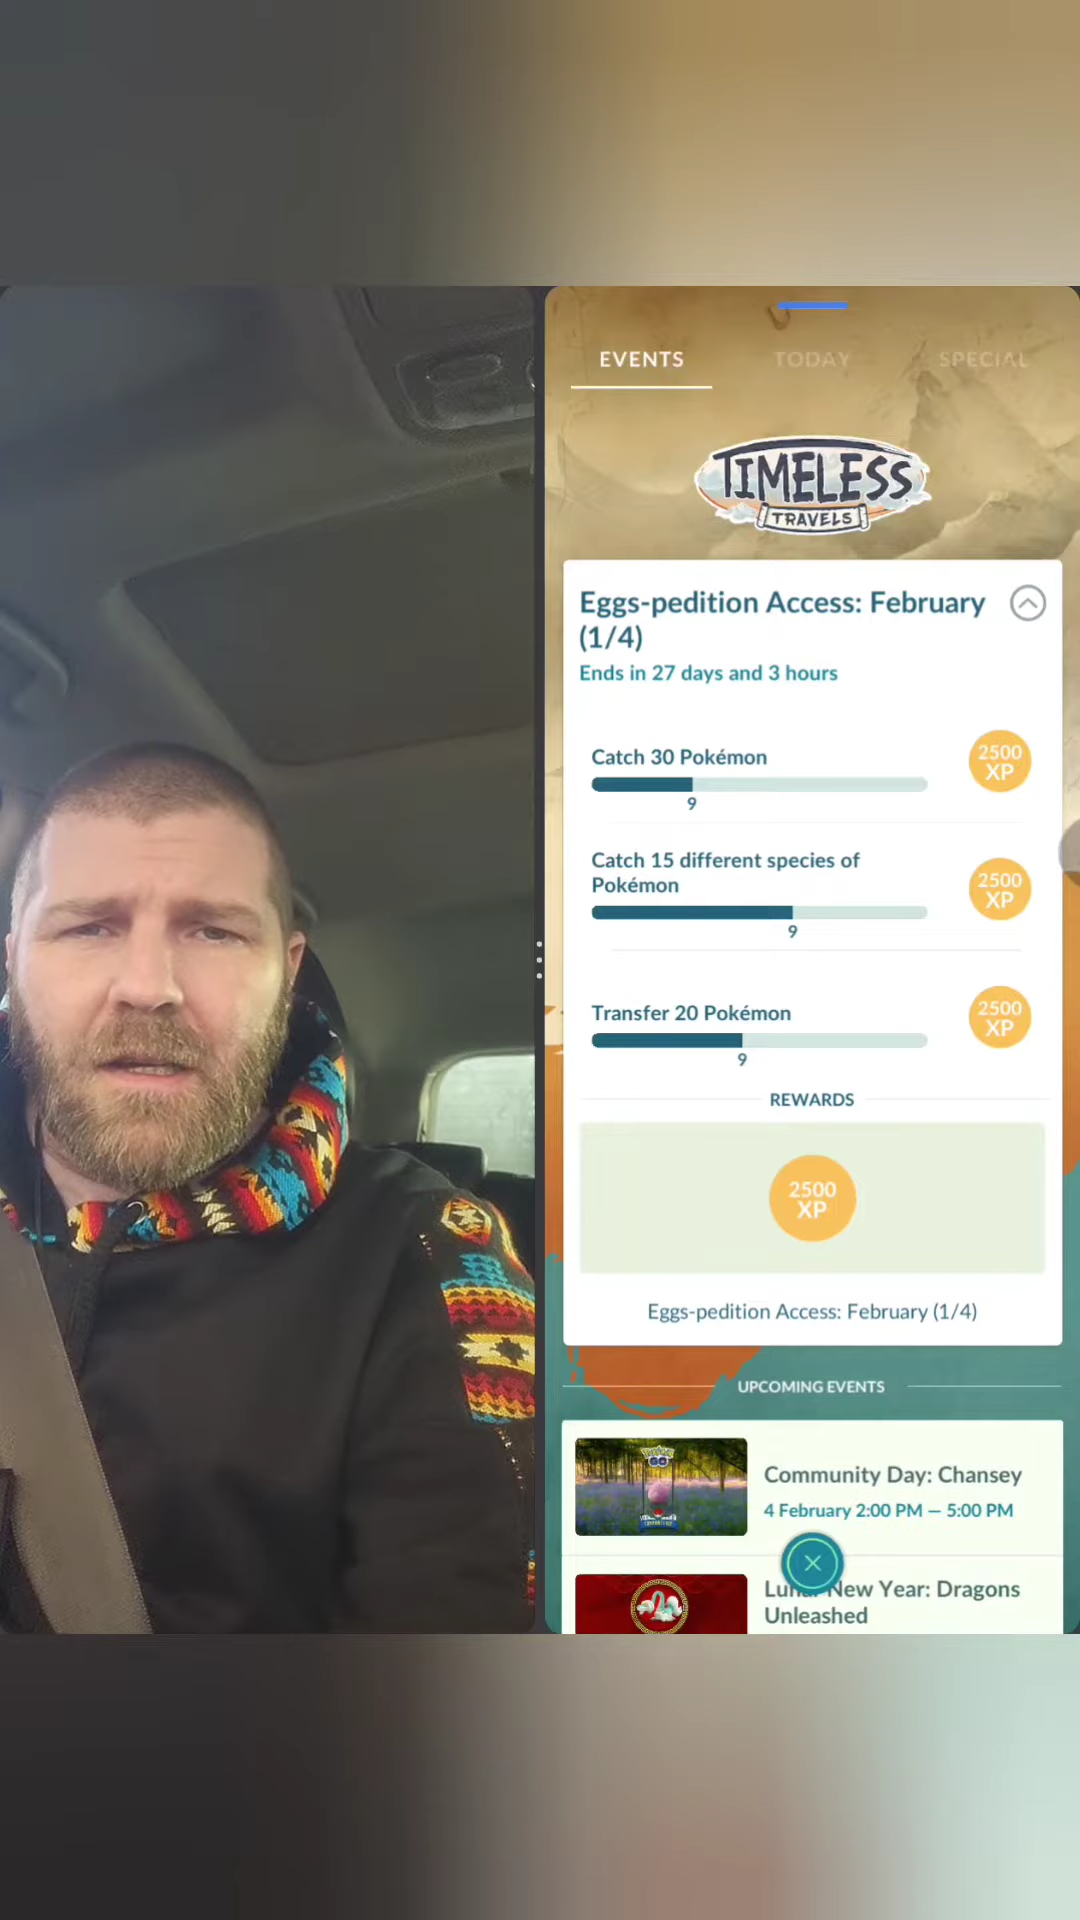 EVENTS
TODAY
SPECIAL
TIMELESS
TRAVELS
Eggs-pedition Access: February
(1/4)
Ends in 27 days and 3 hours
Catch 30 Pokémon
2500
XP
9
Catch 15 different species of
Pokémon
2500
XP
9
Transfer 20 Pokémon
2500
XP
9
REWARDS
2500
XP
Eggs-pedition Access: February (1/4)
UPCOMING EVENTS
GO
Community Day: Chansey
4 February 2:00 PM — 5:00 PM
Lunar New Year: Dragons
Unleashed